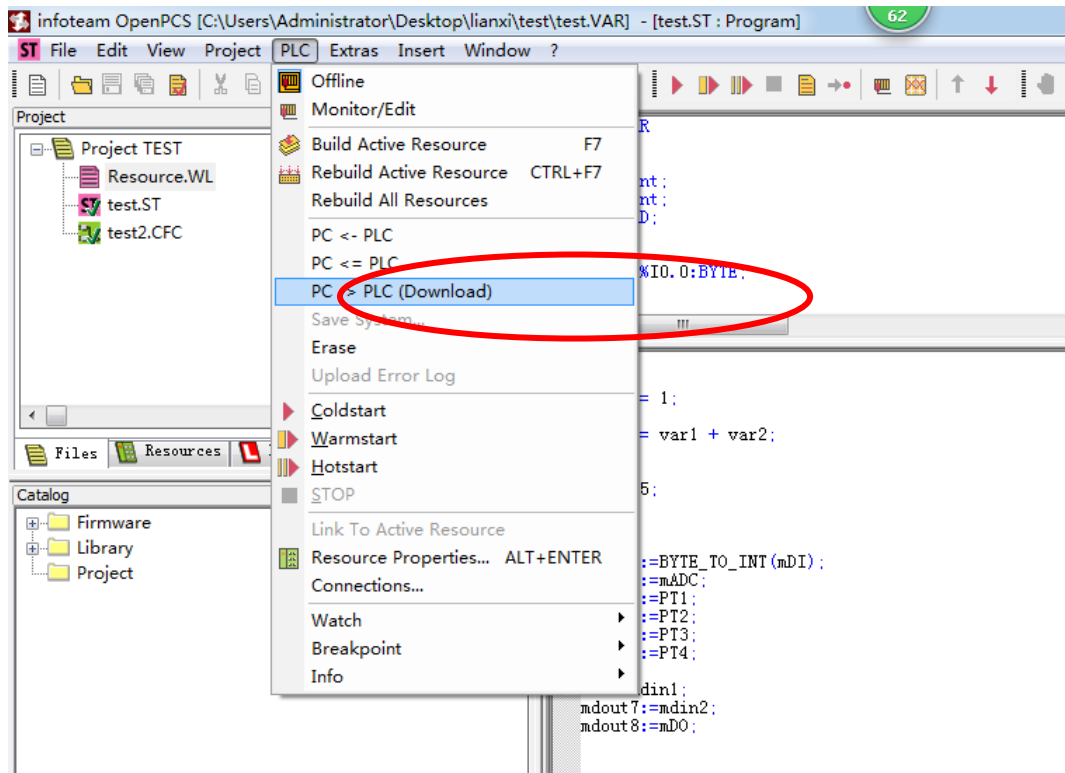 infoteam OpenPCS [C:\Users\Administrator\Desktop\lianxi\test\test.VAR] - [test.ST : Program]
62
ST File Edit View Project PLC Extras Insert Window ?
Project
Project TEST
Resource.WL
test.ST
test2.CFC
Files
Resources
Catalog
Firmware
Library
Project
Offline
Monitor/Edit
Build Active Resource F7
Rebuild Active Resource CTRL+F7
Rebuild All Resources
PC <- PLC
PC <= PLC
PC -> PLC (Download)
Save System...
Erase
Upload Error Log
Coldstart
Warmstart
Hotstart
STOP
Link To Active Resource
Resource Properties... ALT+ENTER
Connections...
Watch
Breakpoint
Info
R
nt;
nt;
D;
%I0.0:BYTE;
= 1;
= var1 + var2;
5;
:=BYTE_TO_INT(mDI);
:=mADC;
:=PT1;
:=PT2;
:=PT3;
:=PT4;
din1;
mdout7:=mdin2;
mdout8:=mDO;